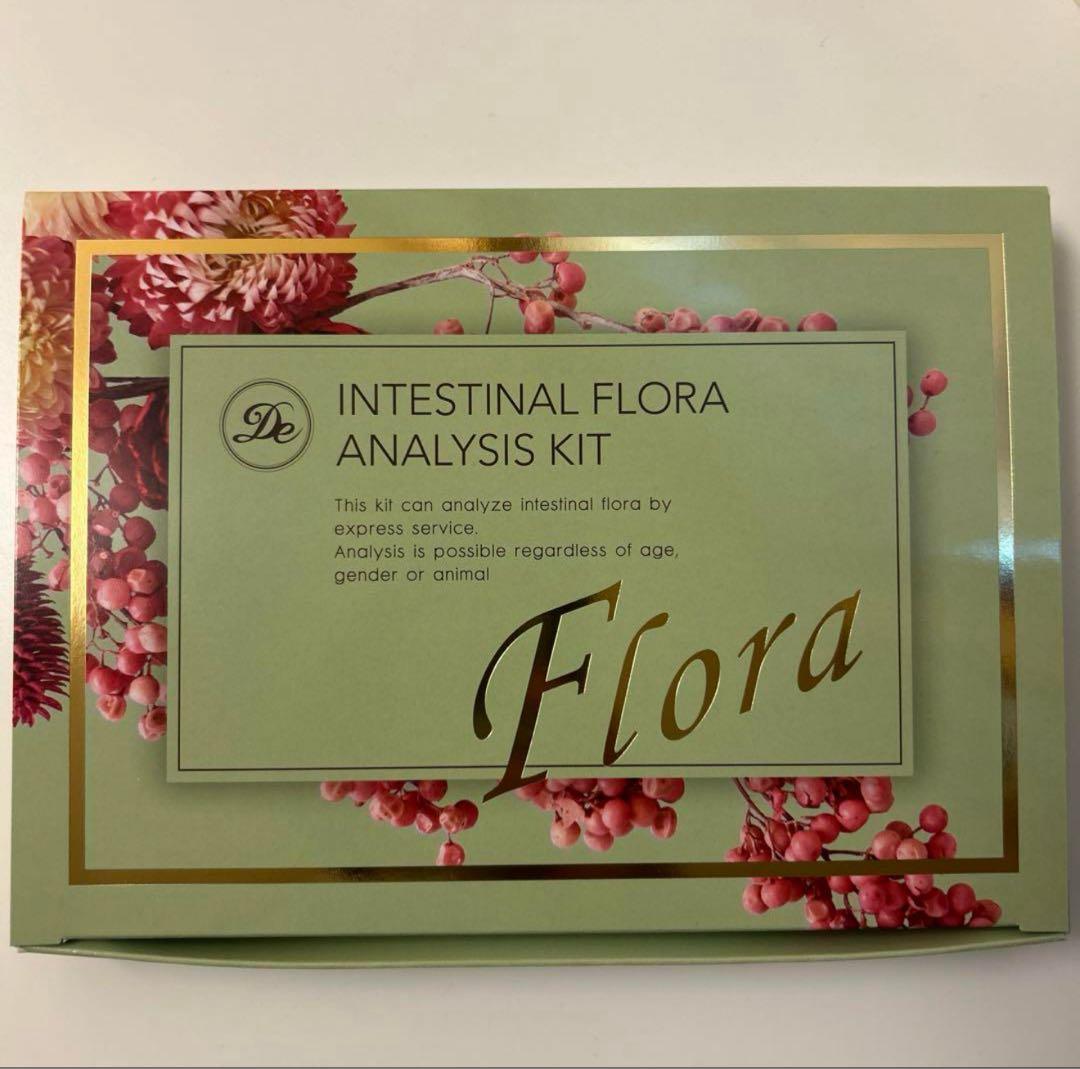 De
INTESTINAL FLORA
ANALYSIS KIT
This kit can analyze intestinal flora by
express service.
Analysis is possible regardless of age,
gender or animal
Flora